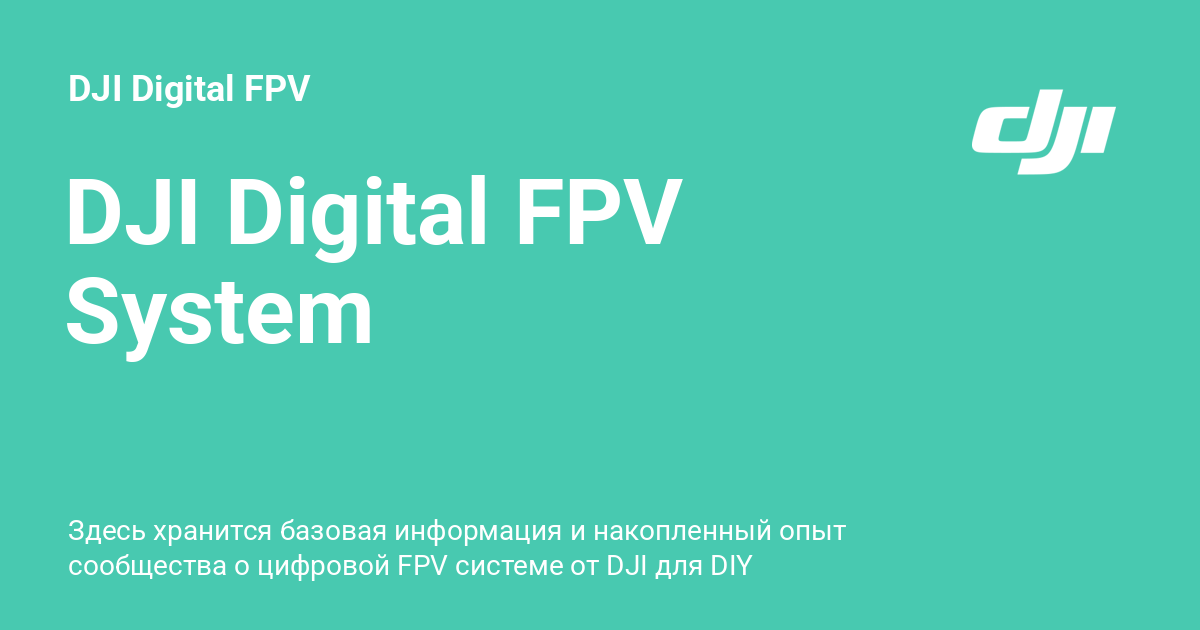 DJI Digital FPV
dji
DJI Digital FPV
System
Здесь хранится базовая информация и накопленный опыт
сообщества о цифровой FPV системе от DJI для DIY